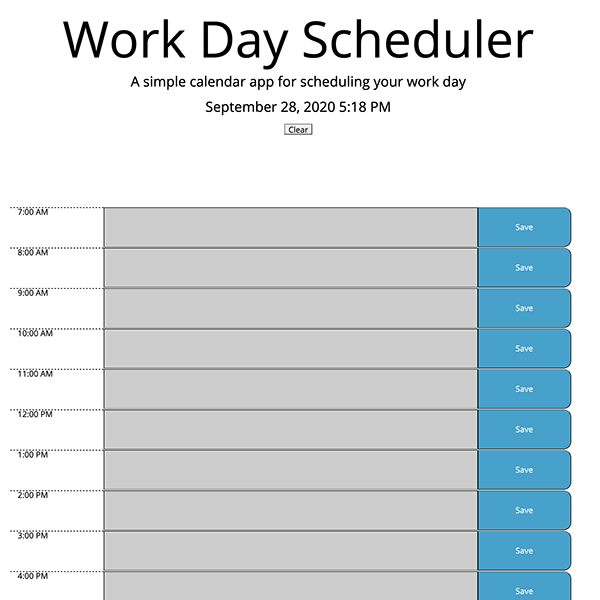 Work Day Scheduler
A simple calendar app for scheduling your work day
September 28, 2020 5:18 PM
Clear
7:00 AM Save
8:00 AM Save
9:00 AM Save
10:00 AM Save
11:00 AM Save
12:00 PM Save
1:00 PM Save
2:00 PM Save
3:00 PM Save
4:00 PM Save